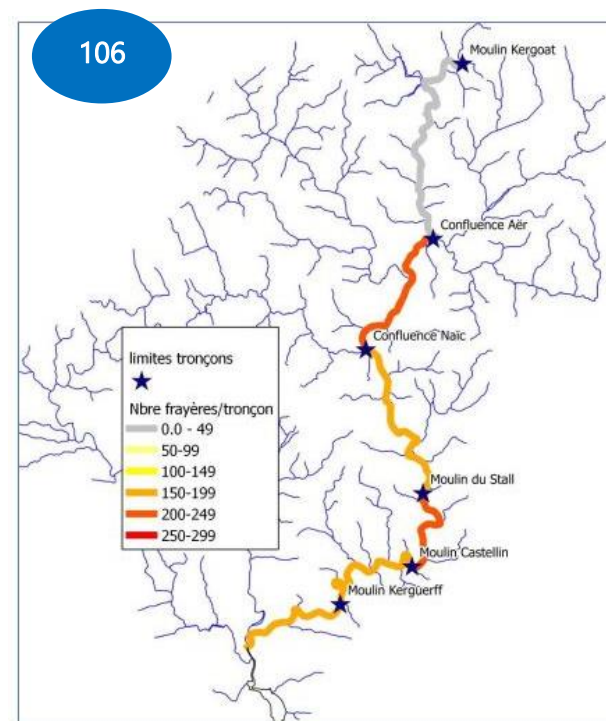 106
Moulin Kergoat
Confluence Aër
Confluence Naïc
limites tronçons
Nbre frayères/tronçon
0.0 - 49
50-99
100-149
150-199
200-249
250-299
Moulin du Stall
Moulin Castellin
Moulin Kerguerff